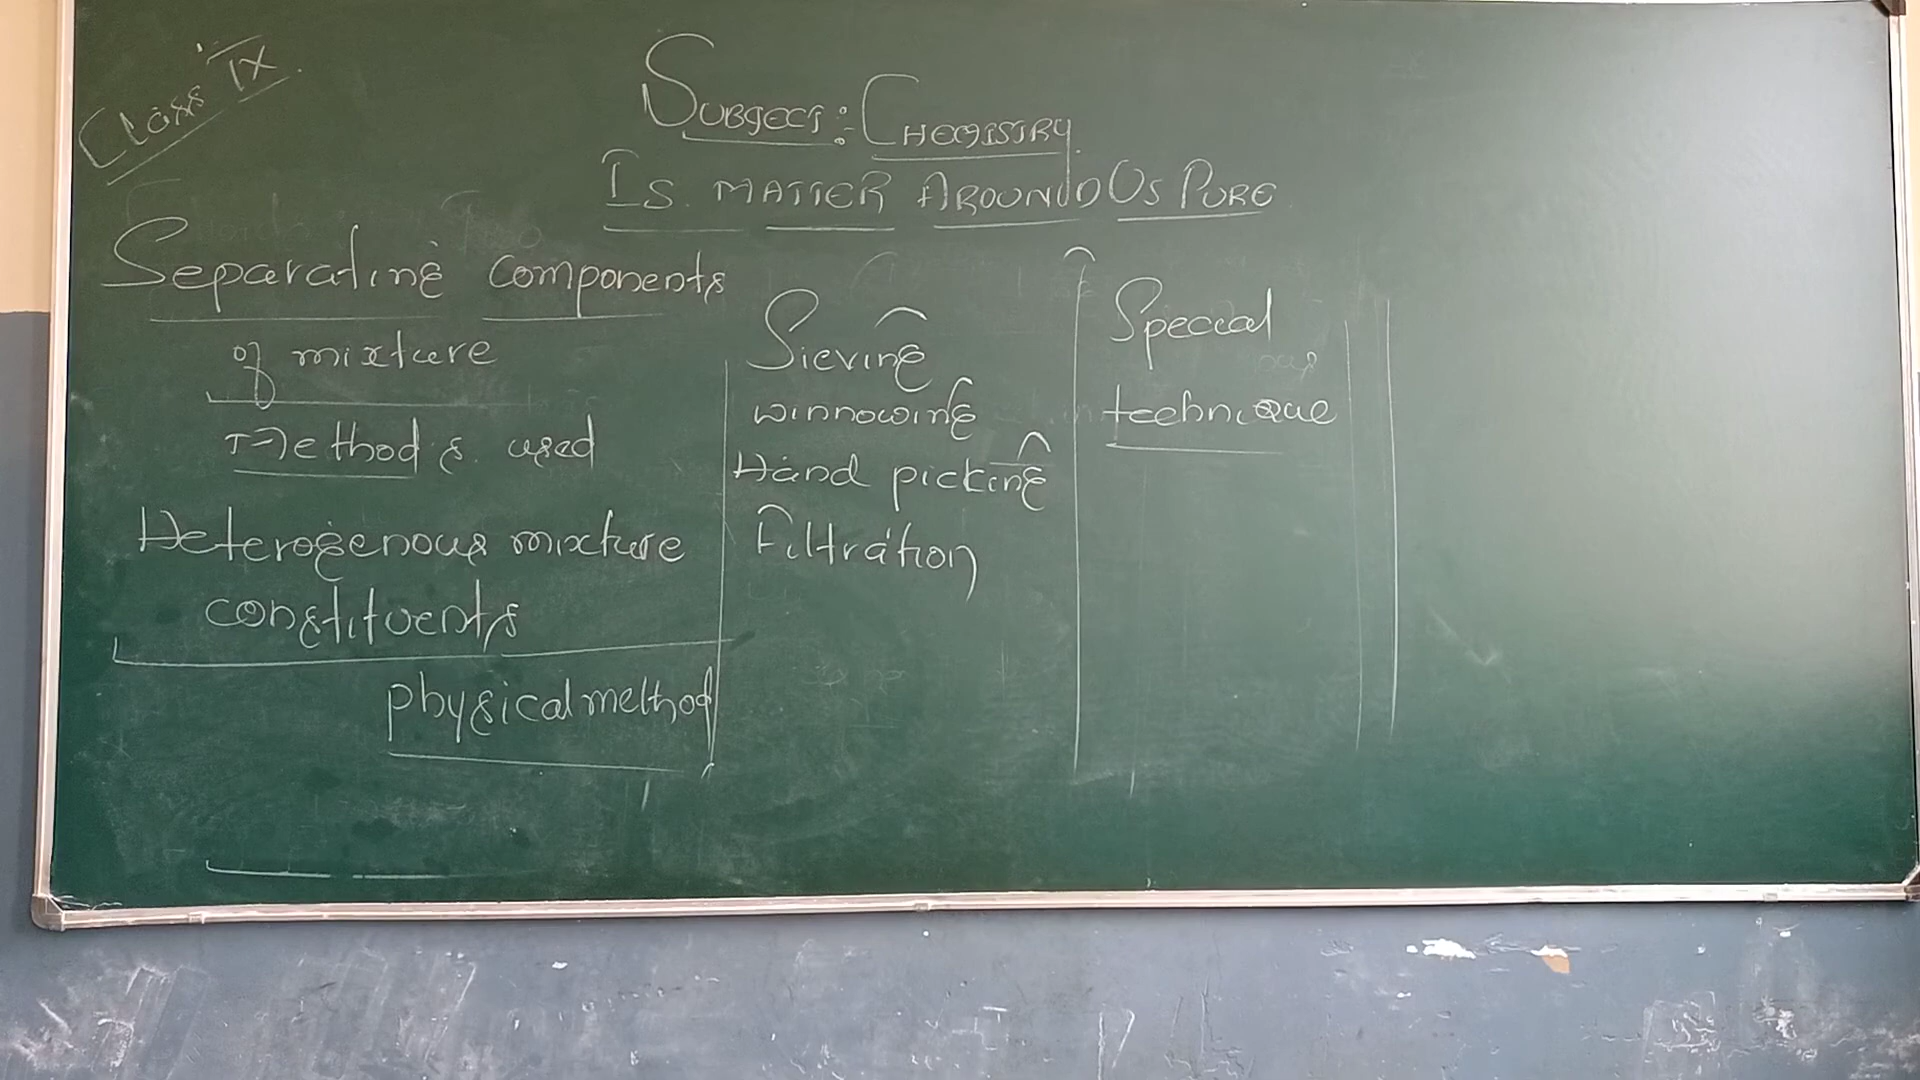 Class IX
Subject:- Chemistry
Is matter Around Us Pure
Separating components
of mixture
methods used
Heterogenous mixture
constituents
physical method
Sieving
winnowing
Hand picking
Filtration
Special
technique